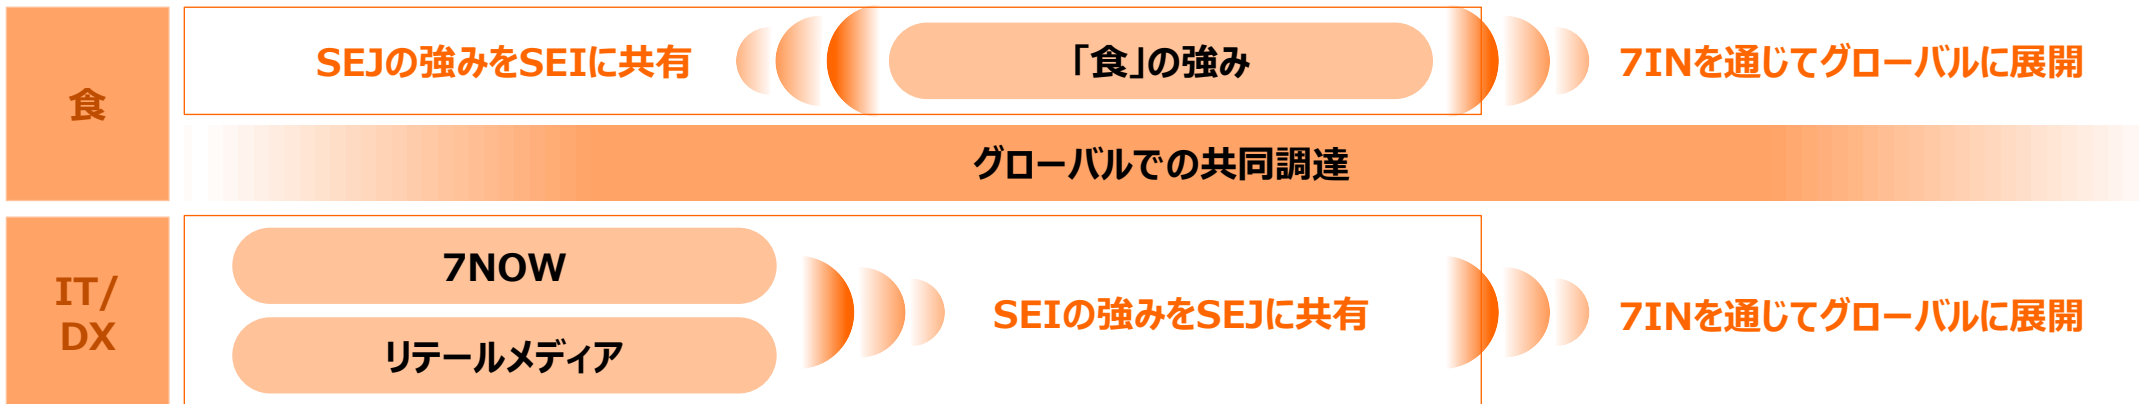 食
SEJの強みをSEIに共有
「食」の強み
7INを通じてグローバルに展開
グローバルでの共同調達
IT/
DX
7NOW
リテールメディア
SEIの強みをSEJに共有
7INを通じてグローバルに展開